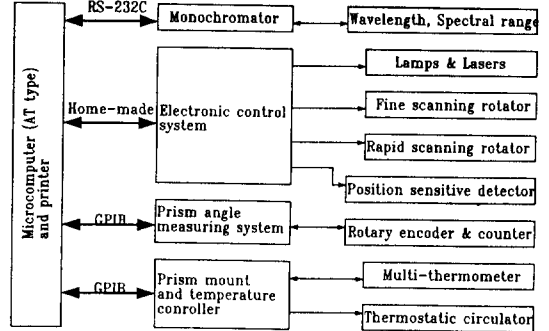 RS-232C
Monochromator
Wavelength, Spectral range
Microcomputer (AT type)
and printer
Home-made
Electronic control
system
Lamps & Lasers
Fine scanning rotator
Rapid scanning rotator
Position sensitive detector
GPIB
Prism angle
measuring system
Rotary encoder & counter
GPIB
Prism mount
and temperature
conroller
Multi-thermometer
Thermostatic circulator